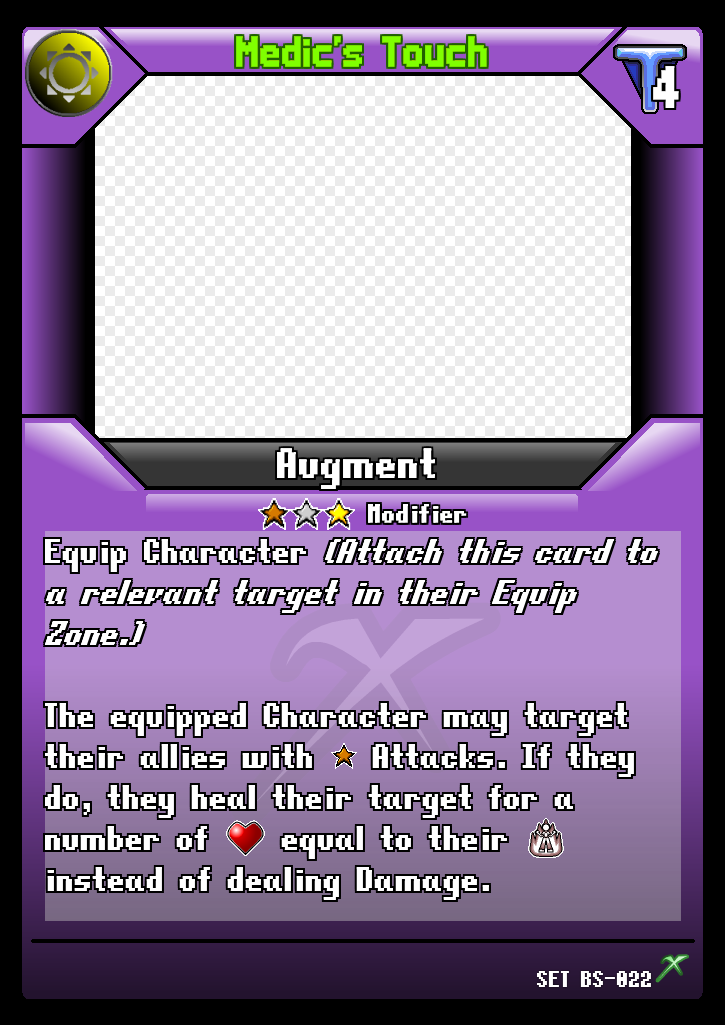 Medic's Touch
T4
Augment
Modifier
Equip Character (Attach this card to
a relevant target in their Equip
Zone.)
The equipped Character may target
their allies with Attacks. If they
do, they heal their target for a
number of equal to their
instead of dealing Damage.
SET BS-022